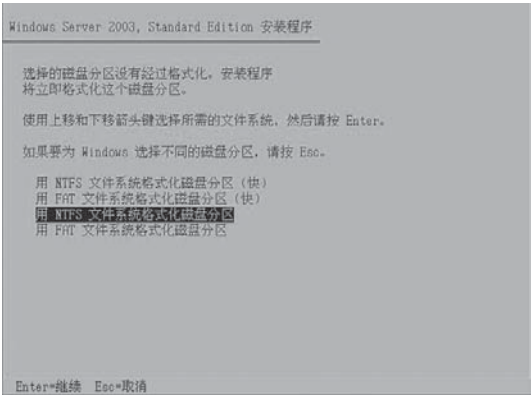 Windows Server 2003, Standard Edition 安装程序
选择的磁盘分区没有经过格式化。安装程序
将立即格式化这个磁盘分区。
使用上移和下移箭头键选择所需的文件系统，然后请按 Enter。
如果要为 Windows 选择不同的磁盘分区，请按 Esc。
用 NTFS 文件系统格式化磁盘分区（快）
用 FAT 文件系统格式化磁盘分区（快）
用 NTFS 文件系统格式化磁盘分区
用 FAT 文件系统格式化磁盘分区
Enter=继续 Esc=取消